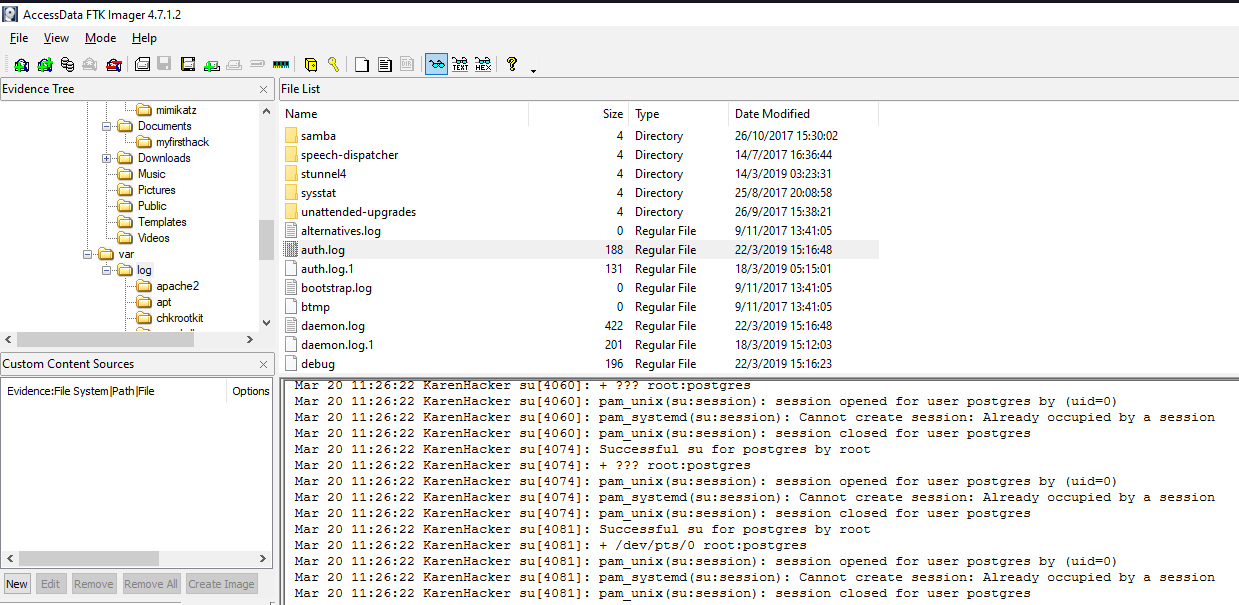 AccessData FTK Imager 4.7.1.2
File View Mode Help
TEXT HEX
Evidence Tree
mimikatz
Documents
myfirsthack
Downloads
Music
Pictures
Public
Templates
Videos
var
log
apache2
apt
chkrootkit
Custom Content Sources
Evidence:File System|Path|File Options
New Edit Remove Remove All Create Image
File List
Name Size Type Date Modified
samba 4 Directory 26/10/2017 15:30:02
speech-dispatcher 4 Directory 14/7/2017 16:36:44
stunnel4 4 Directory 14/3/2019 03:23:31
sysstat 4 Directory 25/8/2017 20:08:58
unattended-upgrades 4 Directory 26/9/2017 15:38:21
alternatives.log 0 Regular File 9/11/2017 13:41:05
auth.log 188 Regular File 22/3/2019 15:16:48
auth.log.1 131 Regular File 18/3/2019 05:15:01
bootstrap.log 0 Regular File 9/11/2017 13:41:05
btmp 0 Regular File 9/11/2017 13:41:05
daemon.log 422 Regular File 22/3/2019 15:16:48
daemon.log.1 201 Regular File 18/3/2019 15:12:03
debug 196 Regular File 22/3/2019 15:16:23
Mar 20 11:26:22 KarenHacker su[4060]: + ??? root:postgres
Mar 20 11:26:22 KarenHacker su[4060]: pam_unix(su:session): session opened for user postgres by (uid=0)
Mar 20 11:26:22 KarenHacker su[4060]: pam_systemd(su:session): Cannot create session: Already occupied by a session
Mar 20 11:26:22 KarenHacker su[4060]: pam_unix(su:session): session closed for user postgres
Mar 20 11:26:22 KarenHacker su[4074]: Successful su for postgres by root
Mar 20 11:26:22 KarenHacker su[4074]: + ??? root:postgres
Mar 20 11:26:22 KarenHacker su[4074]: pam_unix(su:session): session opened for user postgres by (uid=0)
Mar 20 11:26:22 KarenHacker su[4074]: pam_systemd(su:session): Cannot create session: Already occupied by a session
Mar 20 11:26:22 KarenHacker su[4074]: pam_unix(su:session): session closed for user postgres
Mar 20 11:26:22 KarenHacker su[4081]: Successful su for postgres by root
Mar 20 11:26:22 KarenHacker su[4081]: + /dev/pts/0 root:postgres
Mar 20 11:26:22 KarenHacker su[4081]: pam_unix(su:session): session opened for user postgres by (uid=0)
Mar 20 11:26:22 KarenHacker su[4081]: pam_systemd(su:session): Cannot create session: Already occupied by a session
Mar 20 11:26:22 KarenHacker su[4081]: pam_unix(su:session): session closed for user postgres